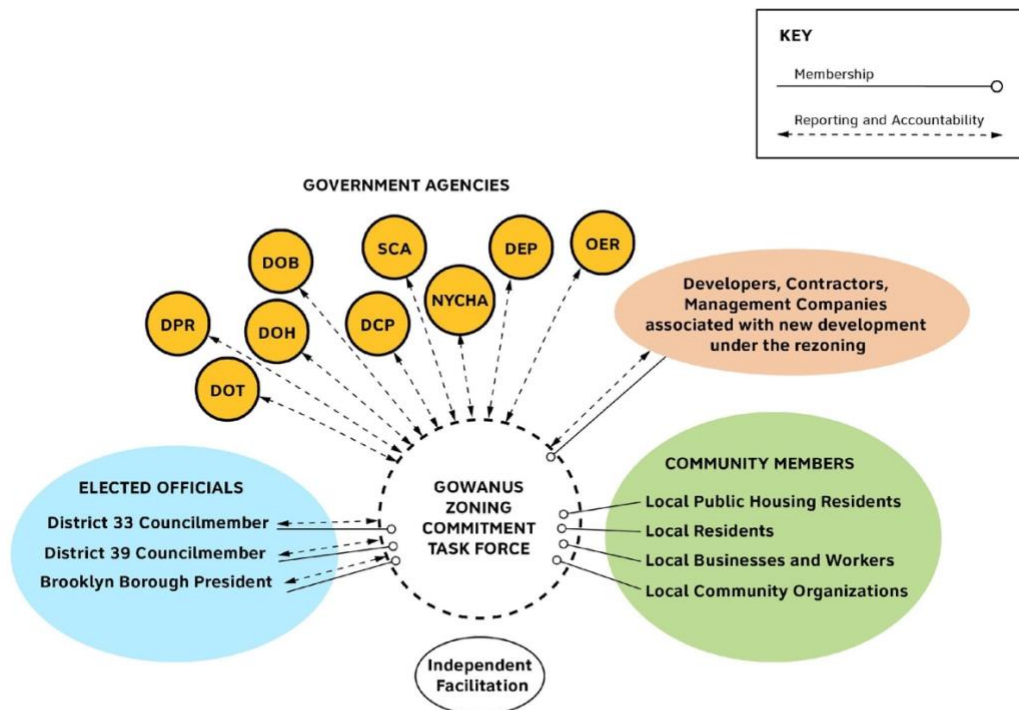 KEY
Membership
Reporting and Accountability
GOVERNMENT AGENCIES
DPR
DOT
DOB
DOH
SCA
DCP
NYCHA
DEP
OER
Developers, Contractors,
Management Companies
associated with new development
under the rezoning
ELECTED OFFICIALS
District 33 Councilmember
District 39 Councilmember
Brooklyn Borough President
GOWANUS
ZONING
COMMITMENT
TASK FORCE
COMMUNITY MEMBERS
Local Public Housing Residents
Local Residents
Local Businesses and Workers
Local Community Organizations
Independent
Facilitation